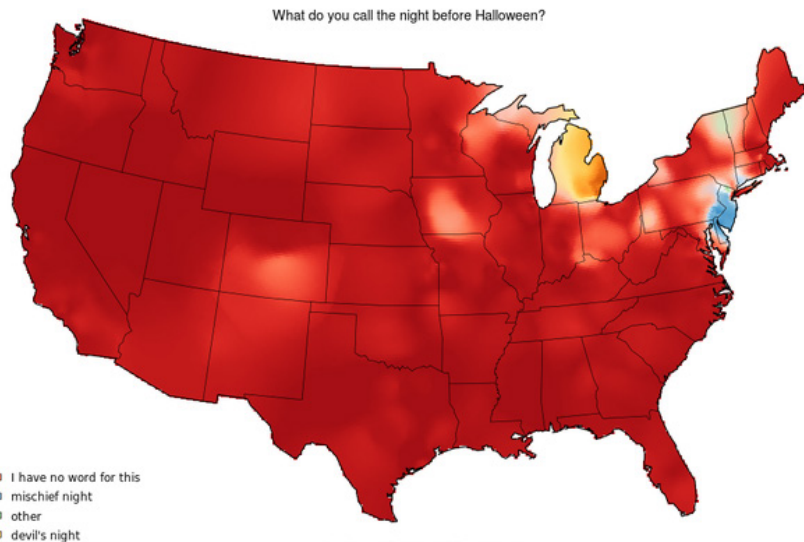 What do you call the night before Halloween?
I have no word for this
mischief night
other
devil's night